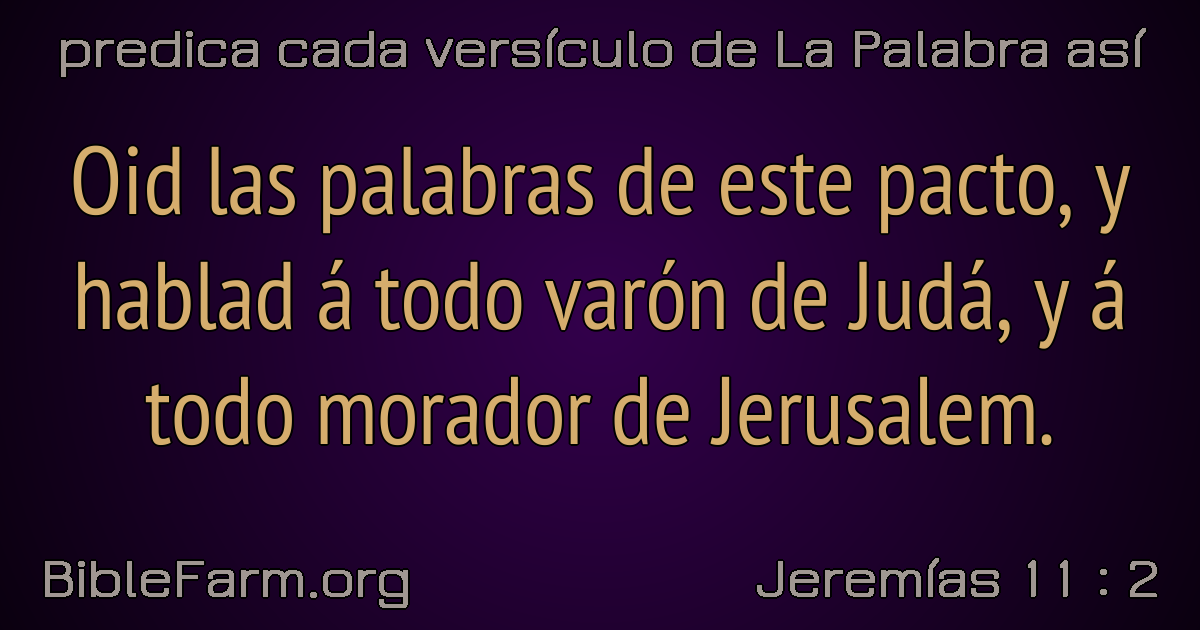 predica cada versículo de La Palabra así
Oid las palabras de este pacto, y
hablad á todo varón de Judá, y á
todo morador de Jerusalem.
BibleFarm.org
Jeremías 11 : 2